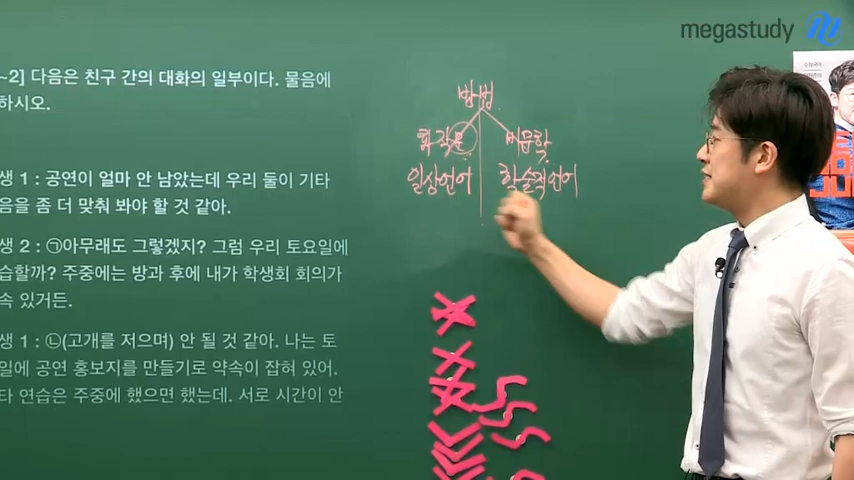 megastudy
~2] 다음은 친구 간의 대화의 일부이다. 물음에
하시오.
생 1 : 공연이 얼마 안 남았는데 우리 둘이 기타
음을 좀 더 맞춰 봐야 할 것 같아.
생 2 : ㉠아무래도 그렇겠지? 그럼 우리 토요일에
습할까? 주중에는 방과 후에 내가 학생회 회의가
속 있거든.
생 1 : ㉡(고개를 저으며) 안 될 것 같아. 나는 토
일에 공연 홍보지를 만들기로 약속이 잡혀 있어.
타 연습은 주중에 했으면 했는데. 서로 시간이 안
화작문
비문학
일상언어
학술적 언어